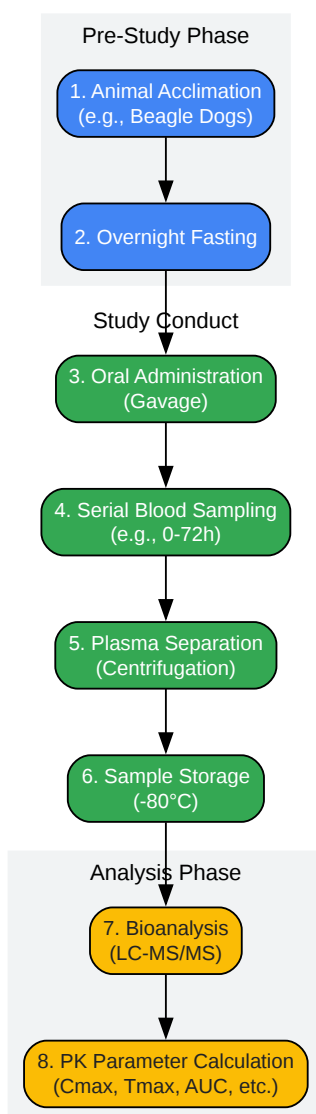 Pre-Study Phase
1. Animal Acclimation
(e.g., Beagle Dogs)
2. Overnight Fasting
Study Conduct
3. Oral Administration
(Gavage)
4. Serial Blood Sampling
(e.g., 0-72h)
5. Plasma Separation
(Centrifugation)
6. Sample Storage
(-80°C)
Analysis Phase
7. Bioanalysis
(LC-MS/MS)
8. PK Parameter Calculation
(Cmax, Tmax, AUC, etc.)